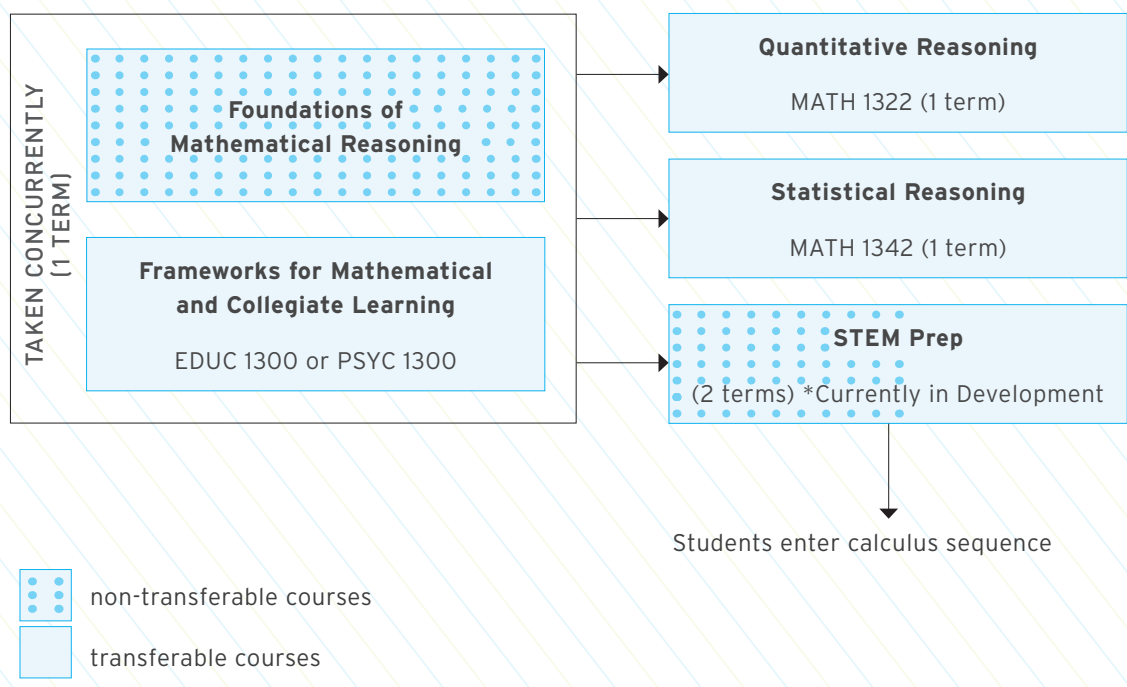 TAKEN CONCURRENTLY
(1 TERM)
Foundations of
Mathematical Reasoning
Frameworks for Mathematical
and Collegiate Learning
EDUC 1300 or PSYC 1300
Quantitative Reasoning
MATH 1322 (1 term)
Statistical Reasoning
MATH 1342 (1 term)
STEM Prep
(2 terms) *Currently in Development
Students enter calculus sequence
non-transferable courses
transferable courses